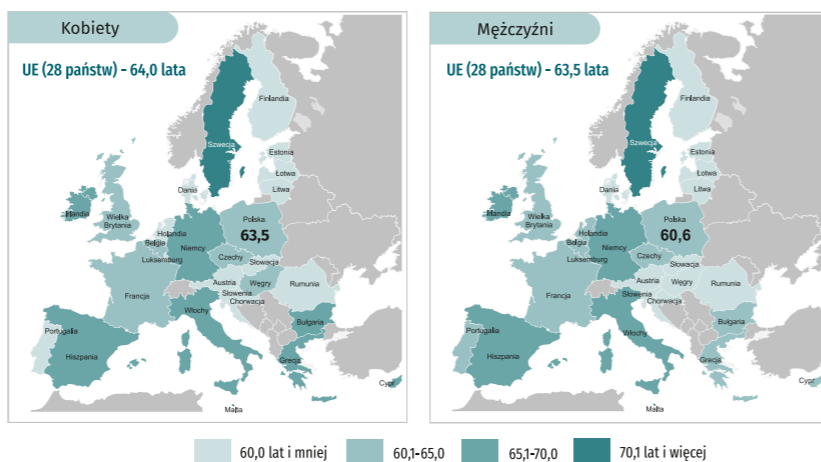 Kobiety
UE (28 państw) - 64,0 lata
Finlandia
Szwecja
Estonia
Łotwa
Dania
Litwa
Irlandia
Wielka
Brytania
Holandia
Polska
63,5
Belgia
Niemcy
Luksemburg
Czechy
Słowacja
Francja
Austria
Węgry
Rumunia
Słowenia
Chorwacja
Włochy
Bułgaria
Portugalia
Hiszpania
Grecja
Cypr
Malta
Mężczyźni
UE (28 państw) - 63,5 lata
Finlandia
Szwecja
Estonia
Łotwa
Dania
Litwa
Irlandia
Wielka
Brytania
Holandia
Polska
60,6
Belgia
Niemcy
Luksemburg
Czechy
Słowacja
Francja
Austria
Węgry
Rumunia
Słowenia
Chorwacja
Włochy
Bułgaria
Portugalia
Hiszpania
Grecja
Cypr
Malta
60,0 lat i mniej
60,1-65,0
65,1-70,0
70,1 lat i więcej